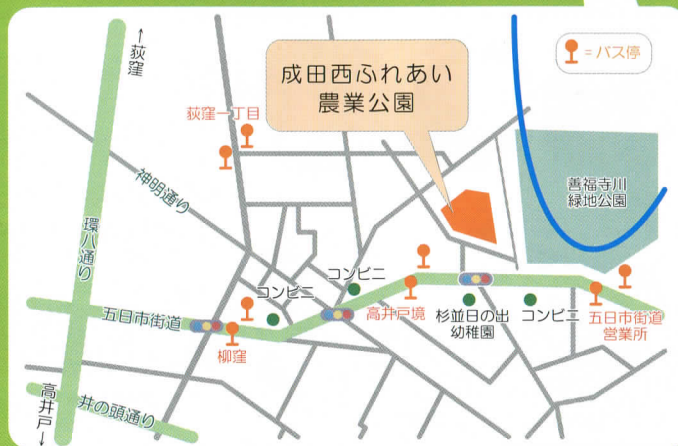 ↑荻窪
成田西ふれあい
農業公園
=バス停
荻窪一丁目
神明通り
善福寺川
緑地公園
環八通り
コンビニ
コンビニ
五日市街道
高井戸境
杉並日の出
幼稚園
コンビニ
五日市街道
営業所
柳窪
井の頭通り
高井戸↓